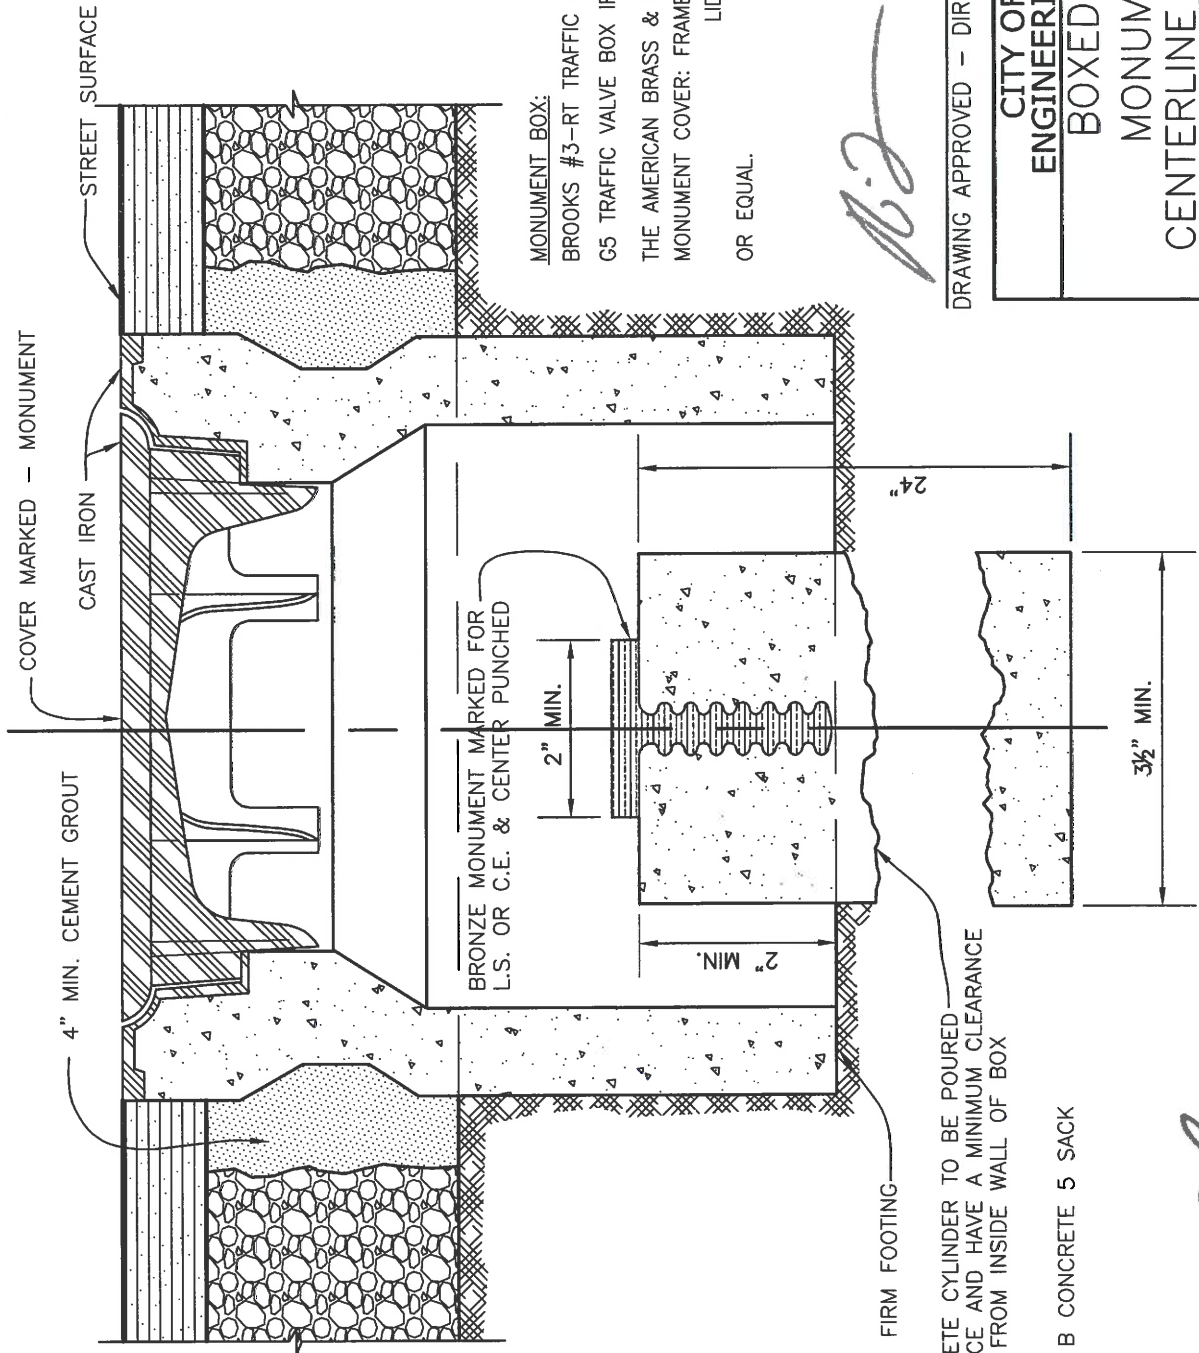 COVER MARKED - MONUMENT
CAST IRON
STREET SURFACE
4" MIN. CEMENT GROUT
BRONZE MONUMENT MARKED FOR
L.S. OR C.E. & CENTER PUNCHED
2" MIN.
2" MIN.
24"
3½" MIN.
FIRM FOOTING
ETE CYLINDER TO BE POURED
CE AND HAVE A MINIMUM CLEARANCE
FROM INSIDE WALL OF BOX
B CONCRETE 5 SACK
MONUMENT BOX:
BROOKS #3-RT TRAFFIC
G5 TRAFFIC VALVE BOX
THE AMERICAN BRASS &
MONUMENT COVER: FRAME
LID
OR EQUAL.
DRAWING APPROVED - DIR
CITY OF
ENGINEERI
BOXED
MONUM
CENTERLINE